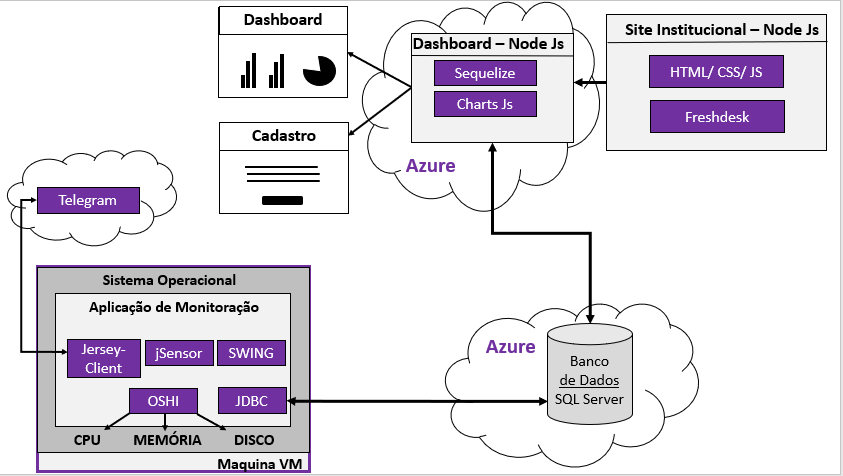 Dashboard
Dashboard – Node Js
Sequelize
Charts Js
Azure
Site Institucional – Node Js
HTML/ CSS/ JS
Freshdesk
Cadastro
Telegram
Sistema Operacional
Aplicação de Monitoração
Jersey-
Client
jSensor
SWING
OSHI
JDBC
CPU
MEMÓRIA
DISCO
Maquina VM
Azure
Banco
de Dados
SQL Server